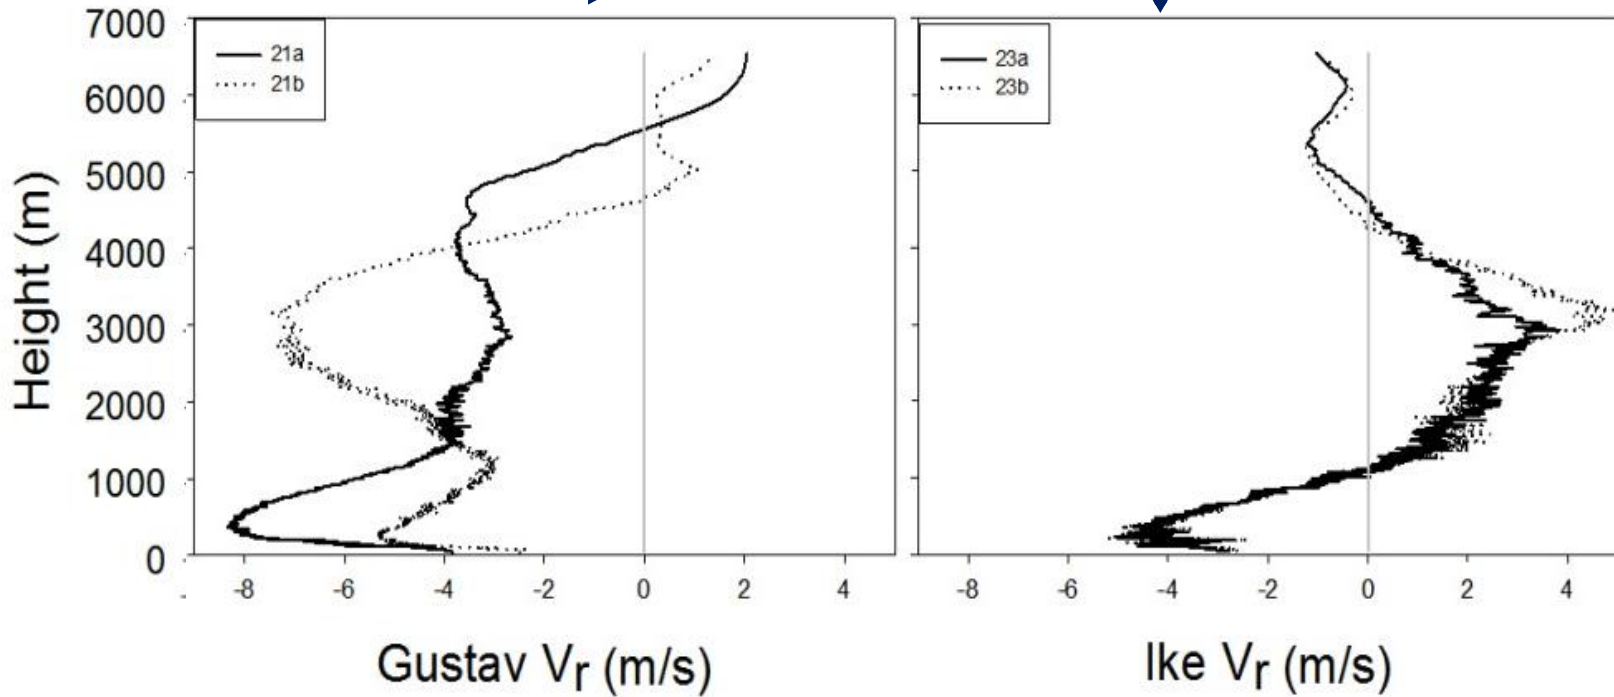 7000
6000
5000
4000
3000
2000
1000
0
Height (m)
21a
21b
-8 -6 -4 -2 0 2 4
Gustav Vr (m/s)
23a
23b
-8 -6 -4 -2 0 2 4
Ike Vr (m/s)